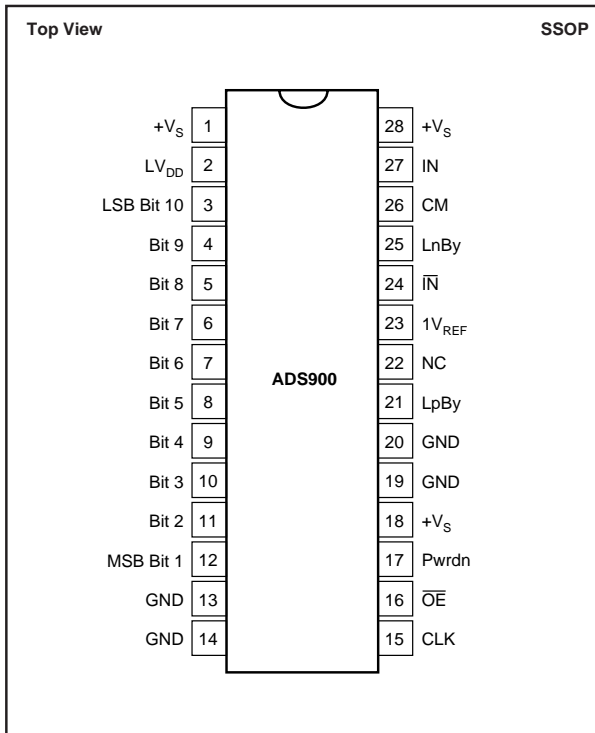 Top View SSOP
+VS 1 28 +VS
LVDD 2 27 IN
LSB Bit 10 3 26 CM
Bit 9 4 25 LnBy
Bit 8 5 24 I̅N̅
Bit 7 6 23 1VREF
Bit 6 7 22 NC
ADS900
Bit 5 8 21 LpBy
Bit 4 9 20 GND
Bit 3 10 19 GND
Bit 2 11 18 +VS
MSB Bit 1 12 17 Pwrdn
GND 13 16 O̅E̅
GND 14 15 CLK